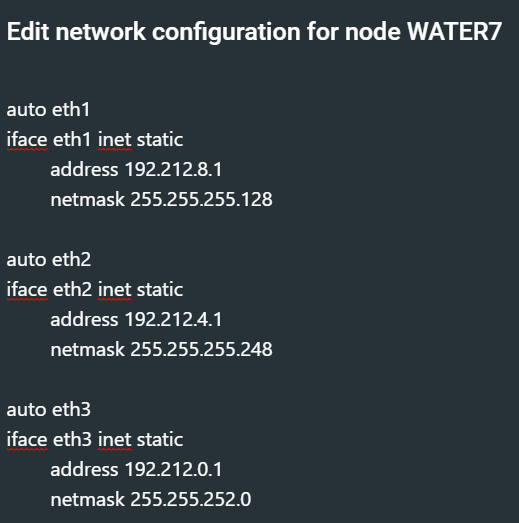 Edit network configuration for node WATER7
auto eth1
iface eth1 inet static
address 192.212.8.1
netmask 255.255.255.128
auto eth2
iface eth2 inet static
address 192.212.4.1
netmask 255.255.255.248
auto eth3
iface eth3 inet static
address 192.212.0.1
netmask 255.255.252.0